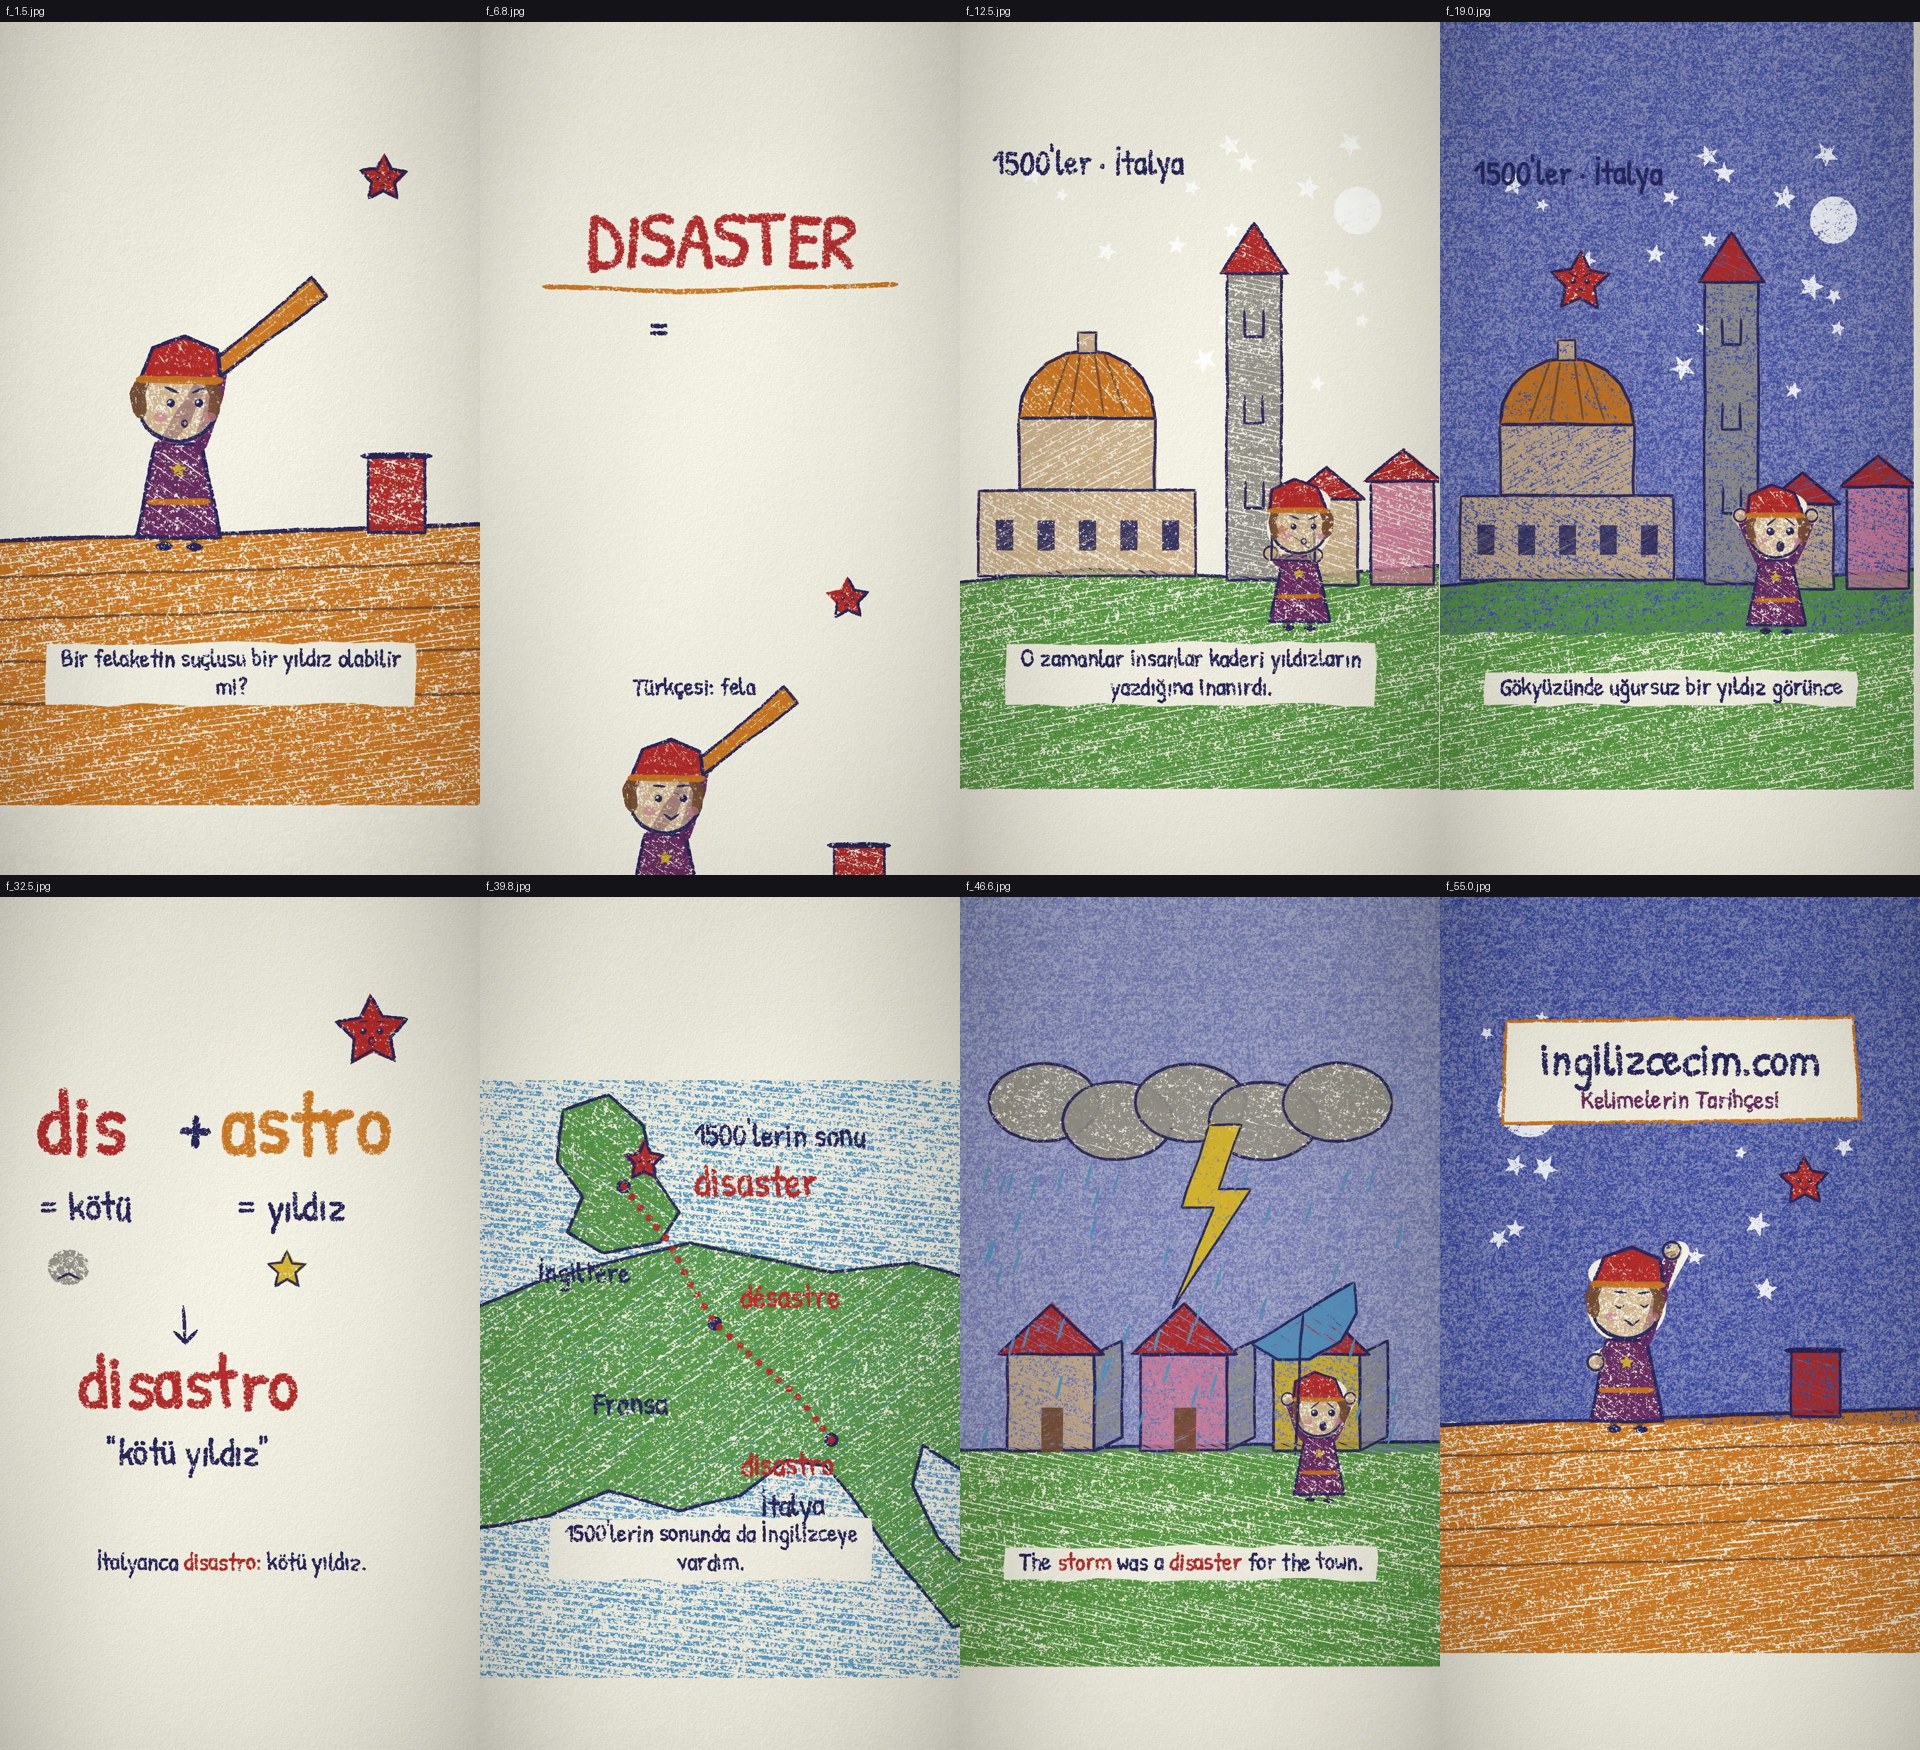 f_1.5.jpg
Bir felaketin suçlusu bir yıldız olabilir
mi?
f_6.8.jpg
DISASTER
=
Türkçesi: fela
f_12.5.jpg
1500'ler · İtalya
O zamanlar insanlar kaderi yıldızların
yazdığına inanırdı.
f_19.0.jpg
1500'ler · İtalya
Gökyüzünde uğursuz bir yıldız görünce
f_32.5.jpg
dis + astro
= kötü = yıldız
disastro
"kötü yıldız"
İtalyanca disastro: kötü yıldız.
f_39.8.jpg
1500'lerin sonu
disaster
İngiltere
désastre
Fransa
disastro
İtalya
1500'lerin sonunda da İngilizceye
vardım.
f_46.6.jpg
The storm was a disaster for the town.
f_55.0.jpg
ingilizcecim.com
Kelimelerin Tarihçesi